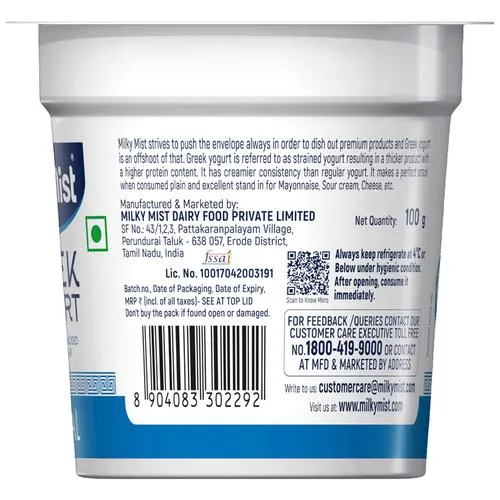 Milky Mist strives to push the envelope always in order to dish out premium products and Greek yogurt
is an offshoot of that. Greek yogurt is referred to as strained yogurt resulting in a thicker product with
a higher protein content. It has creamier consistency than regular yogurt. It makes a perfect snack
when consumed plain and excellent stand in for Mayonnaise, Sour cream, Cheese, etc.
Manufactured & Marketed by:
MILKY MIST DAIRY FOOD PRIVATE LIMITED
SF No.: 43/1,2,3, Pattakaranpalayam Village,
Perundurai Taluk - 638 057, Erode District,
Tamil Nadu, India
fssai
Lic. No. 10017042003191
Batch.no, Date of Packaging, Date of Expiry,
MRP ₹ (incl. of all taxes)- SEE AT TOP LID
Don't buy the pack if found open or damaged.
8 904083 302292
Net Quantity: 100 g
Always keep refrigerate at 4°C or
Below under hygienic condition.
After opening, consume it
immediately.
Scan to Know More
FOR FEEDBACK /QUERIES CONTACT OUR
CUSTOMER CARE EXECUTIVE TOLL FREE
NO.1800-419-9000 OR CONTACT
AT MFD & MARKETED BY ADDRESS
Write to us: customercare@milkymist.com
Visit us at: www.milkymist.com
Mist
EK
RT
AL